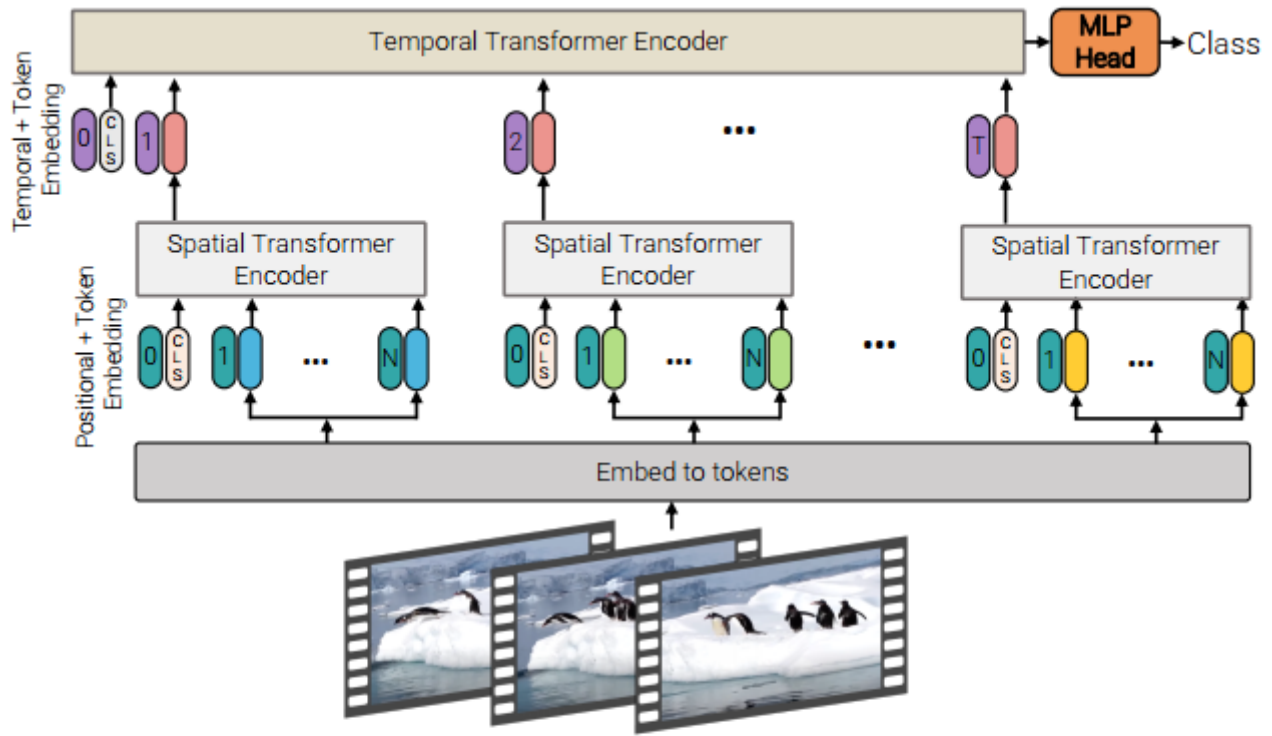 Temporal Transformer Encoder
MLP
Head
Class
Temporal + Token
Embedding
0
CLS
1
2
...
T
Spatial Transformer
Encoder
Spatial Transformer
Encoder
Spatial Transformer
Encoder
Positional + Token
Embedding
0
CLS
1
...
N
0
CLS
1
...
N
...
0
CLS
1
...
N
Embed to tokens